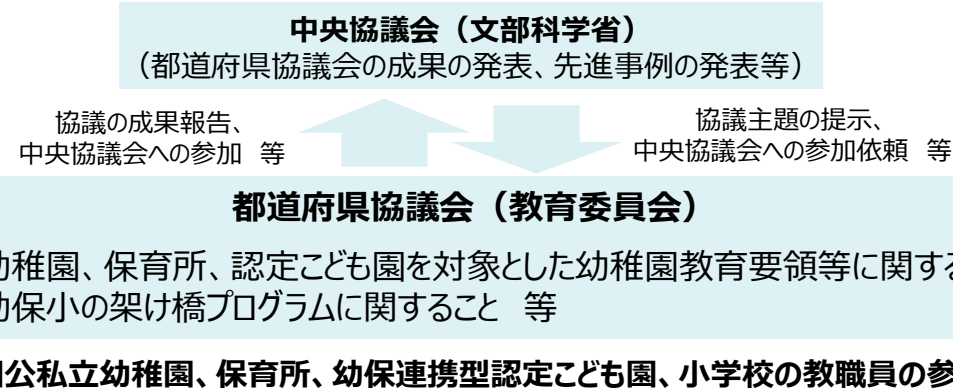 中央協議会（文部科学省）
（都道府県協議会の成果の発表、先進事例の発表等）
協議の成果報告、
中央協議会への参加　等
協議主題の提示、
中央協議会への参加依頼　等
都道府県協議会（教育委員会）
幼稚園、保育所、認定こども園を対象とした幼稚園教育要領等に関する
幼保小の架け橋プログラムに関すること　等
公私立幼稚園、保育所、幼保連携型認定こども園、小学校の教職員の参